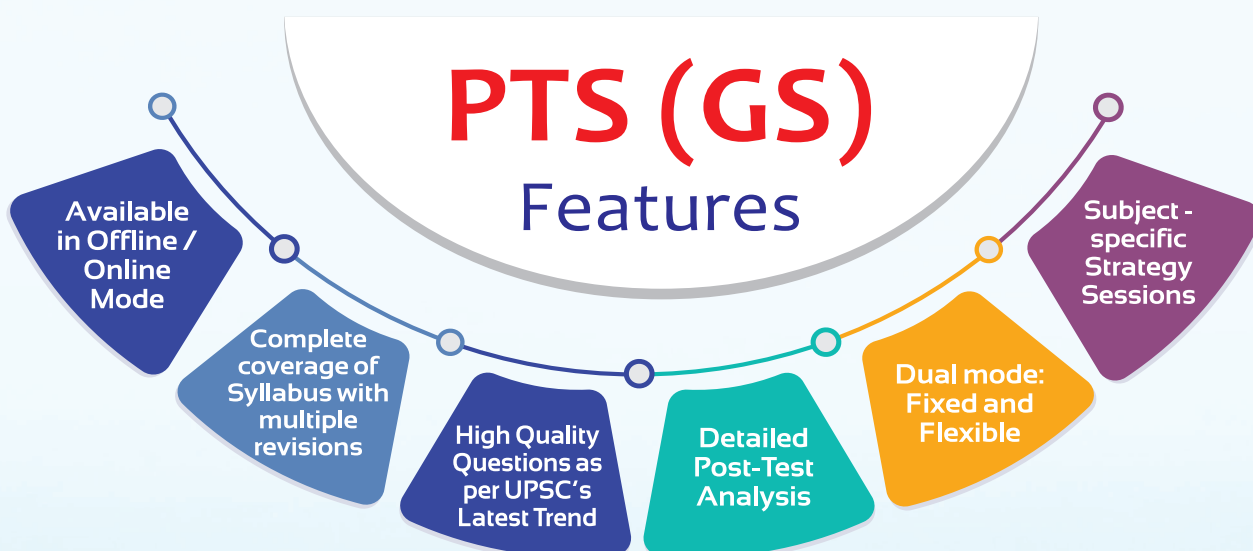 PTS (GS)
Features
Available
in Offline /
Online
Mode
Complete
coverage of
Syllabus with
multiple
revisions
High Quality
Questions as
per UPSC's
Latest Trend
Detailed
Post-Test
Analysis
Dual mode:
Fixed and
Flexible
Subject -
specific
Strategy
Sessions